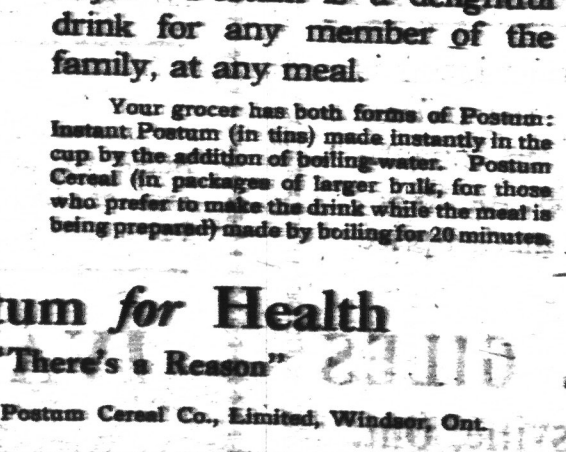 is a delightful
drink for any member of the
family, at any meal.
Your grocer has both forms of Postum:
Instant Postum (in tins) made instantly in the
cup by the addition of boiling water. Postum
Cereal (in packages of larger bulk, for those
who prefer to make the drink while the meal is
being prepared) made by boiling for 20 minutes.
tum for Health
"There's a Reason"
Postum Cereal Co., Limited, Windsor, Ont.